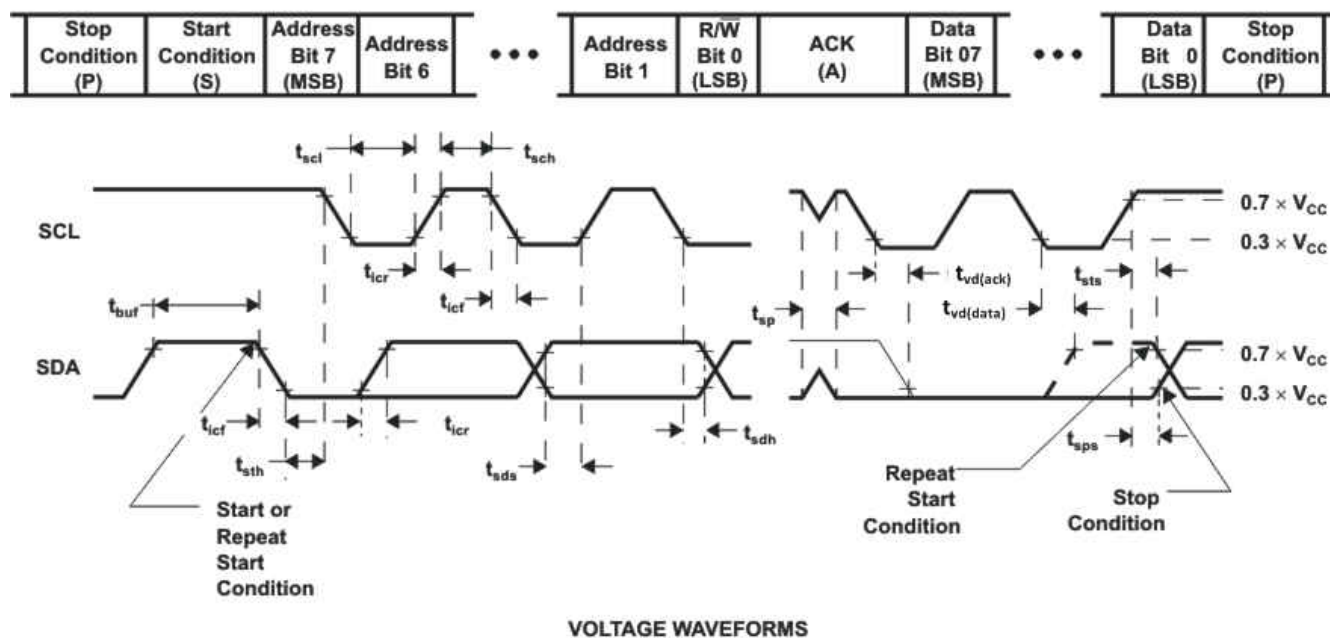 Stop
Condition
(P)
Start
Condition
(S)
Address
Bit 7
(MSB)
Address
Bit 6
• • •
Address
Bit 1
R/W̅
Bit 0
(LSB)
ACK
(A)
Data
Bit 07
(MSB)
• • •
Data
Bit 0
(LSB)
Stop
Condition
(P)
tscl
tsch
SCL
0.7 × VCC
0.3 × VCC
ticr
ticf
tvd(ack)
tsts
tbuf
tsp
tvd(data)
SDA
0.7 × VCC
0.3 × VCC
ticf
ticr
tsdh
tsth
tsds
tsps
Start or
Repeat
Start
Condition
Repeat
Start
Condition
Stop
Condition
VOLTAGE WAVEFORMS